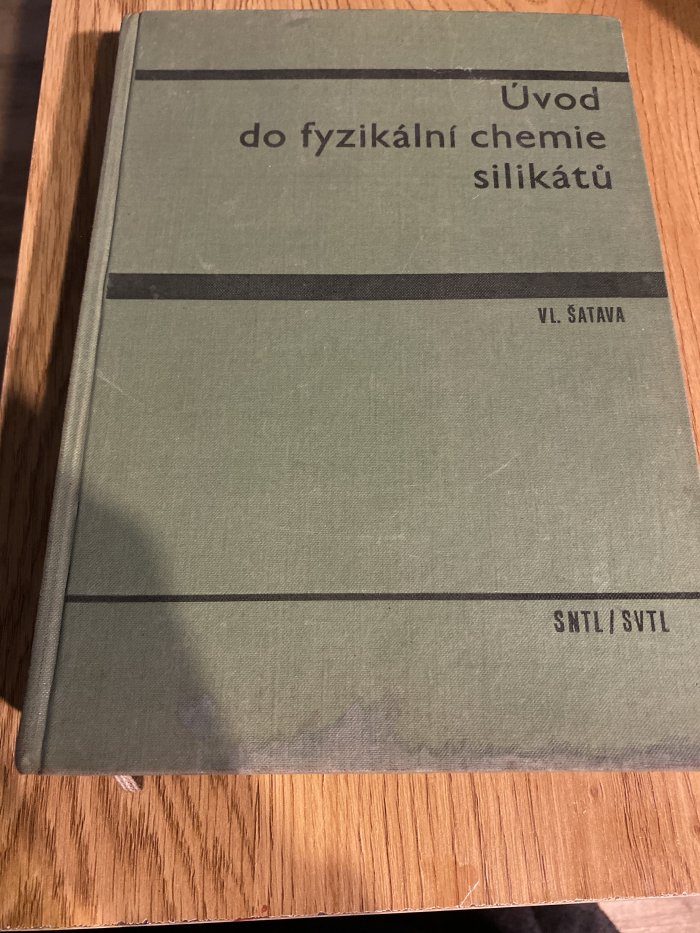 Úvod
do fyzikální chemie
silikátů
VL. ŠATAVA
SNTL / SVTL